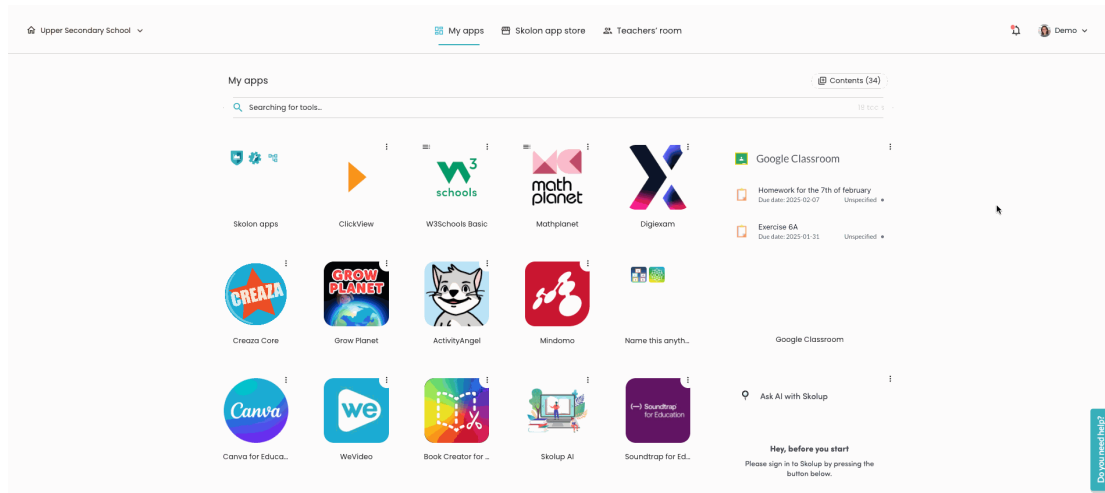 Upper Secondary School
My apps
Skolon app store
Teachers' room
Demo
My apps
Contents (34)
Searching for tools...
3
schools
math
planet
Google Classroom
Homework for the 7th of february
Due date: 2025-02-07 Unspecified
Exercise 6A
Due date: 2025-01-31 Unspecified
Skolon apps
ClickView
W3Schools Basic
Mathplanet
Digiexam
CREAZA
GROW
PLANET
Creaza Core
Grow Planet
ActivityAngel
Mindomo
Name this anyth...
Google Classroom
Canva
we
Soundtrap
for Education
Ask AI with Skolup
Canva for Educa...
WeVideo
Book Creator for ...
Skolup AI
Soundtrap for Ed...
Hey, before you start
Please sign in to Skolup by pressing the
button below.
Do you need help?